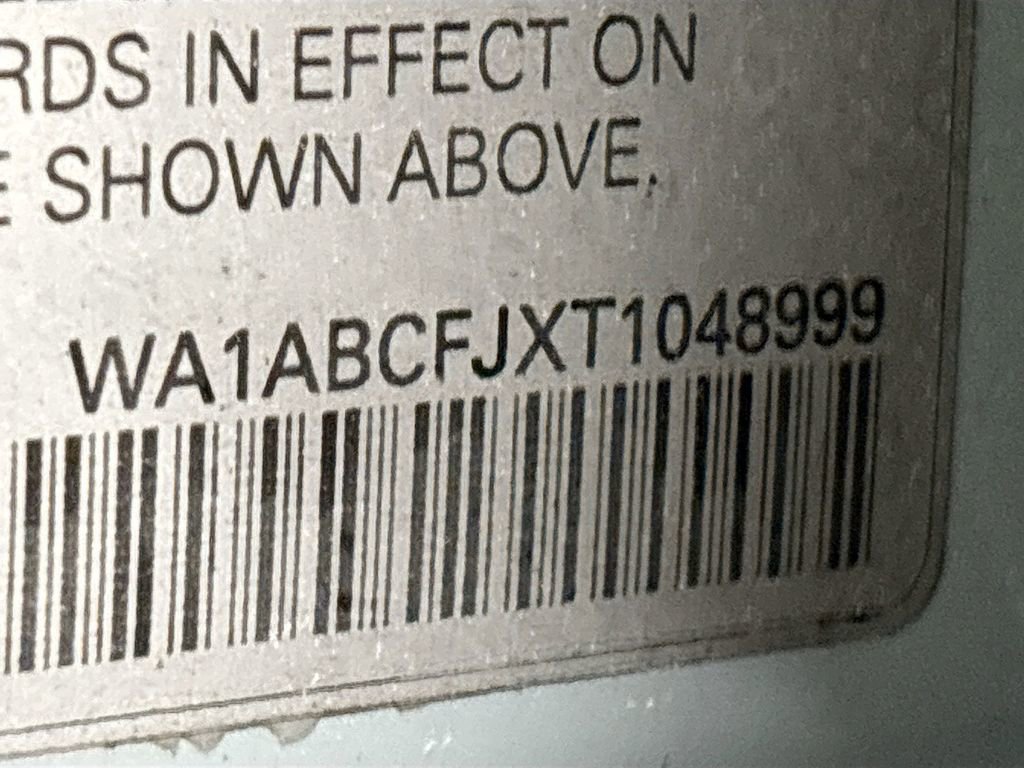 RDS IN EFFECT ON
E SHOWN ABOVE.
WA1ABCFJXT1048999